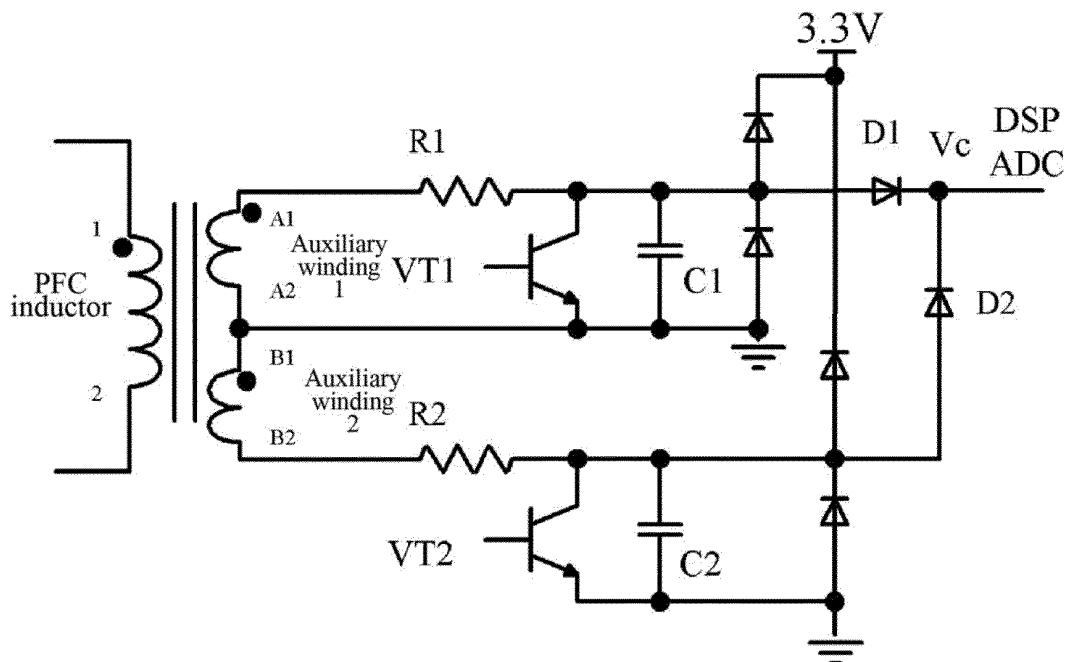 3.3V
D1
Vc
DSP
ADC
R1
1
PFC
inductor
2
A1
Auxiliary
winding
1
A2
VT1
C1
D2
B1
Auxiliary
winding
2
B2
R2
VT2
C2